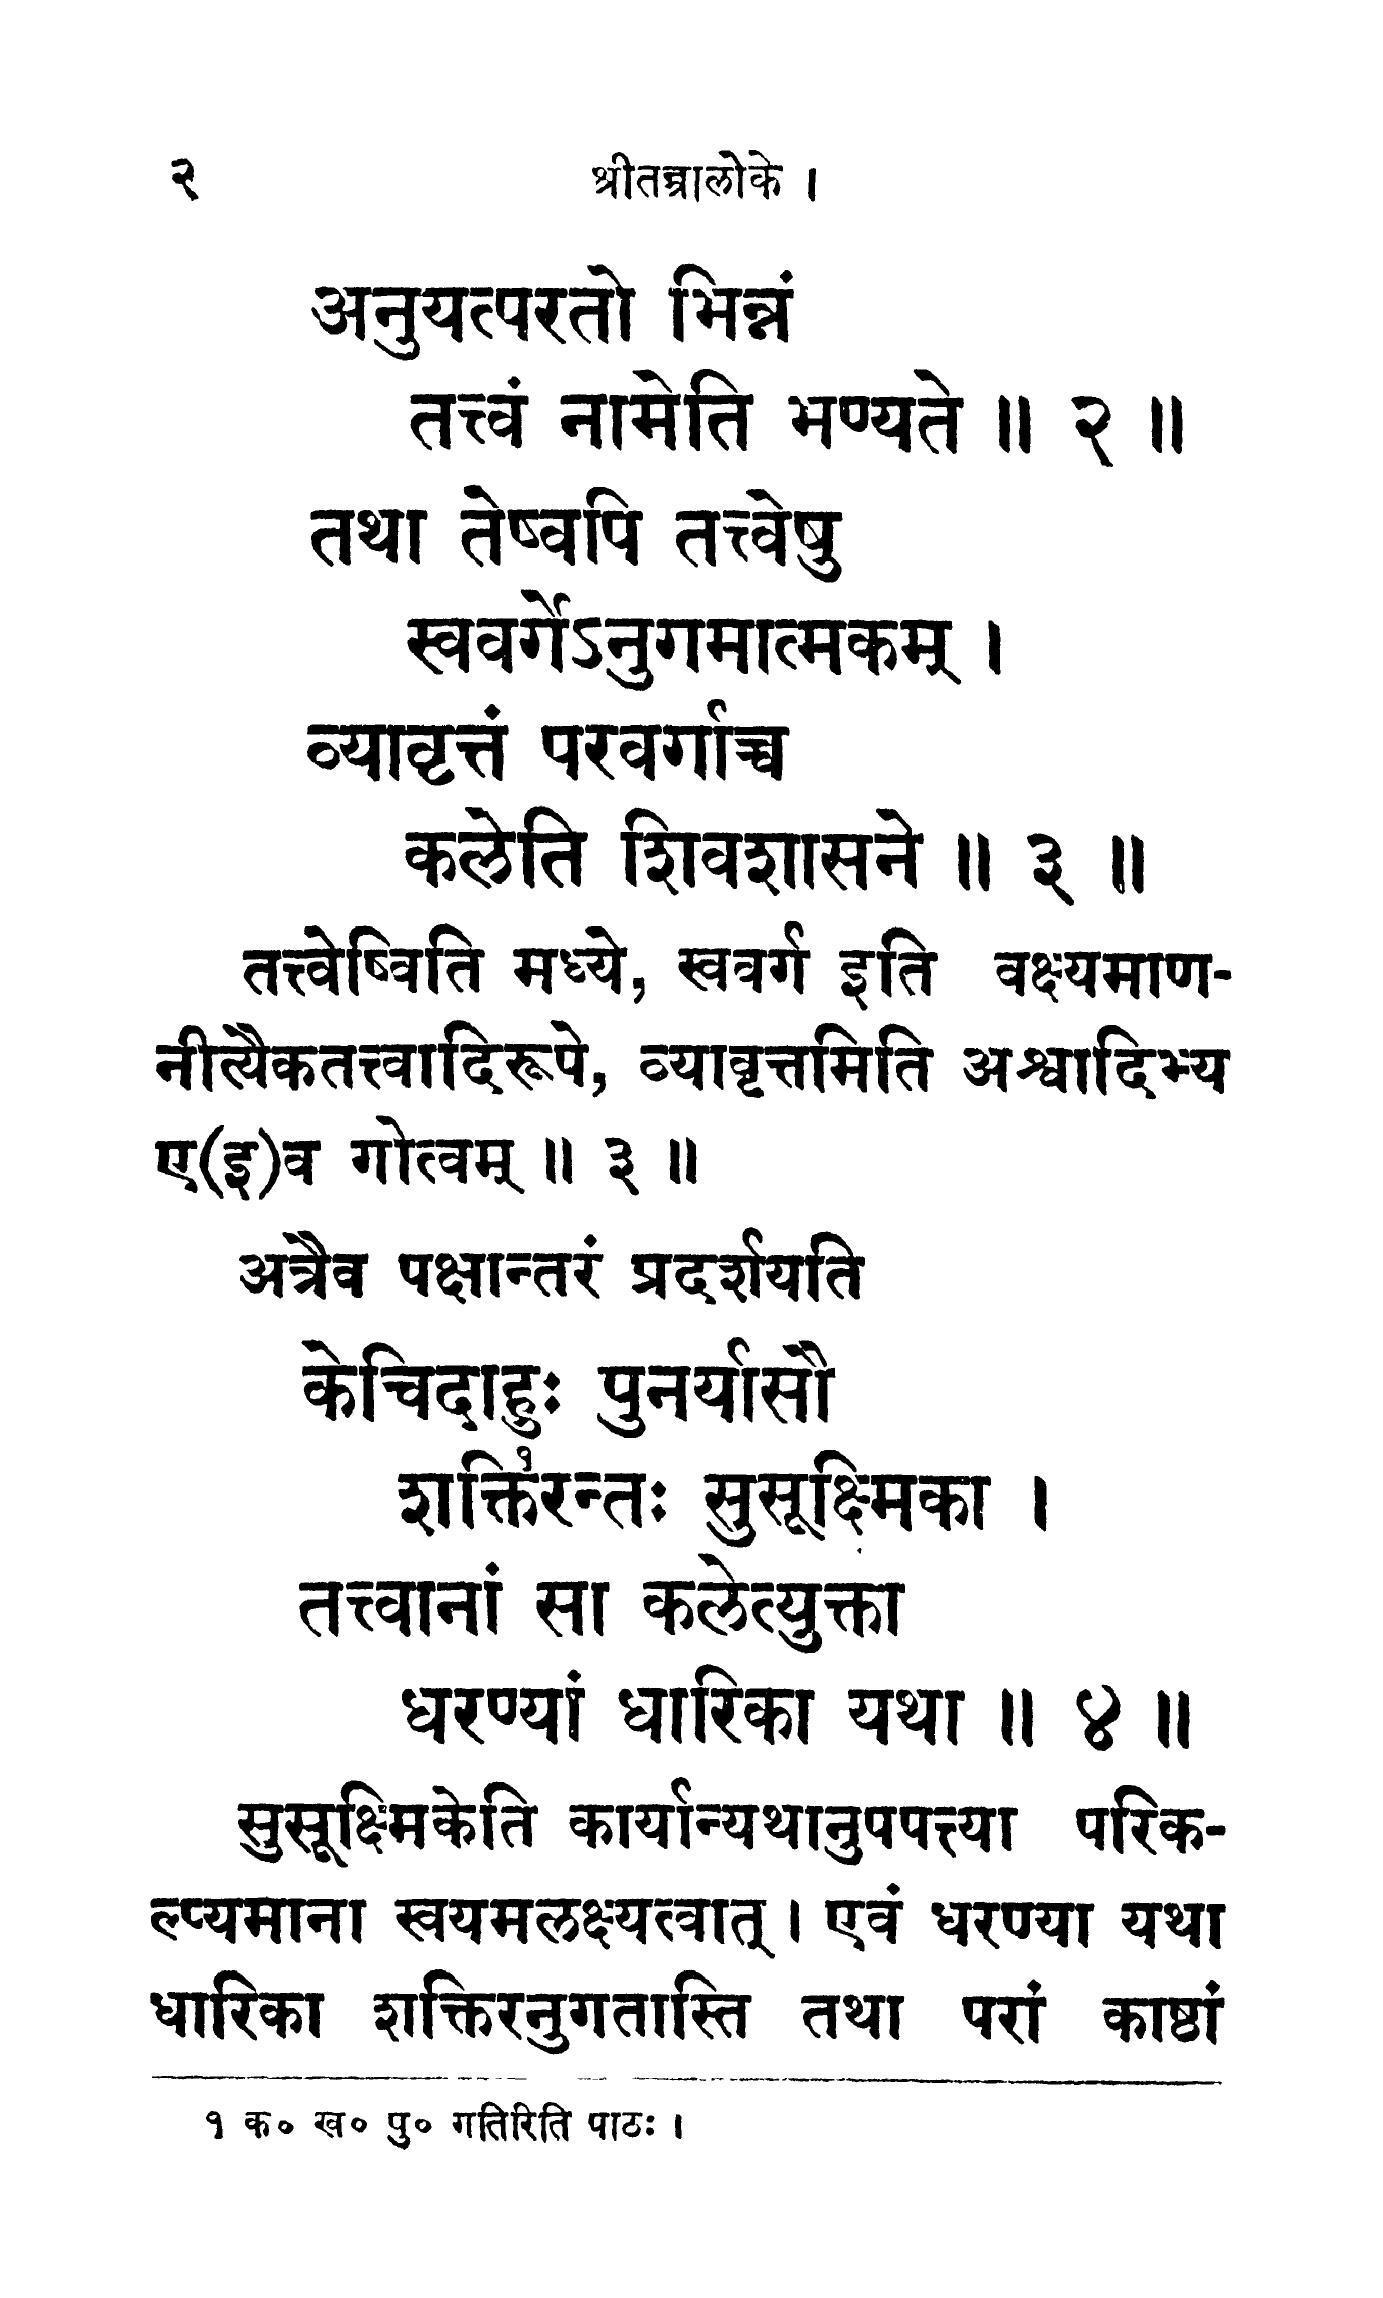 २ श्रीतन्त्रालोके ।
अनुयत्परतो भिन्नं
तत्त्वं नामेति भण्यते ॥ २ ॥
तथा तेष्वपि तत्त्वेषु
स्ववर्गेऽनुगमात्मकम् ।
व्यावृत्तं परवर्गाच्च
कलेति शिवशासने ॥ ३ ॥
तत्त्वेष्विति मध्ये, स्ववर्ग इति वक्ष्यमाण-
नीत्यैकतत्त्वादिरूपे, व्यावृत्तमिति अश्वादिभ्य
ए(इ)व गोत्वम् ॥ ३ ॥
अत्रैव पक्षान्तरं प्रदर्शयति
केचिदाहुः पुनर्यासौ
शक्ति१रन्तः सुसूक्ष्मिका ।
तत्त्वानां सा कलेत्युक्ता
धरण्यां धारिका यथा ॥ ४ ॥
सुसूक्ष्मिकेति कार्यान्यथानुपपत्त्या परिक-
ल्प्यमाना स्वयमलक्ष्यत्वात् । एवं धरण्या यथा
धारिका शक्तिरनुगतास्ति तथा परां काष्ठां
१ क० ख० पु० गतिरिति पाठः ।